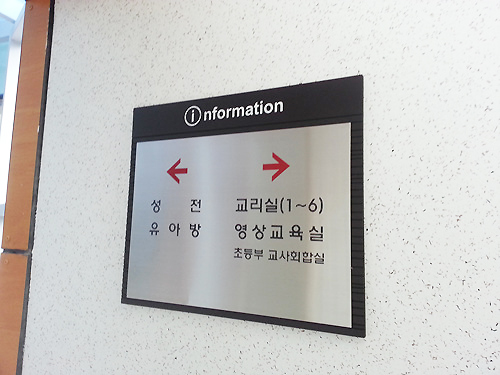 information
← →
성 전 교리실(1~6)
유 아 방 영상교육실
초등부 교사회합실